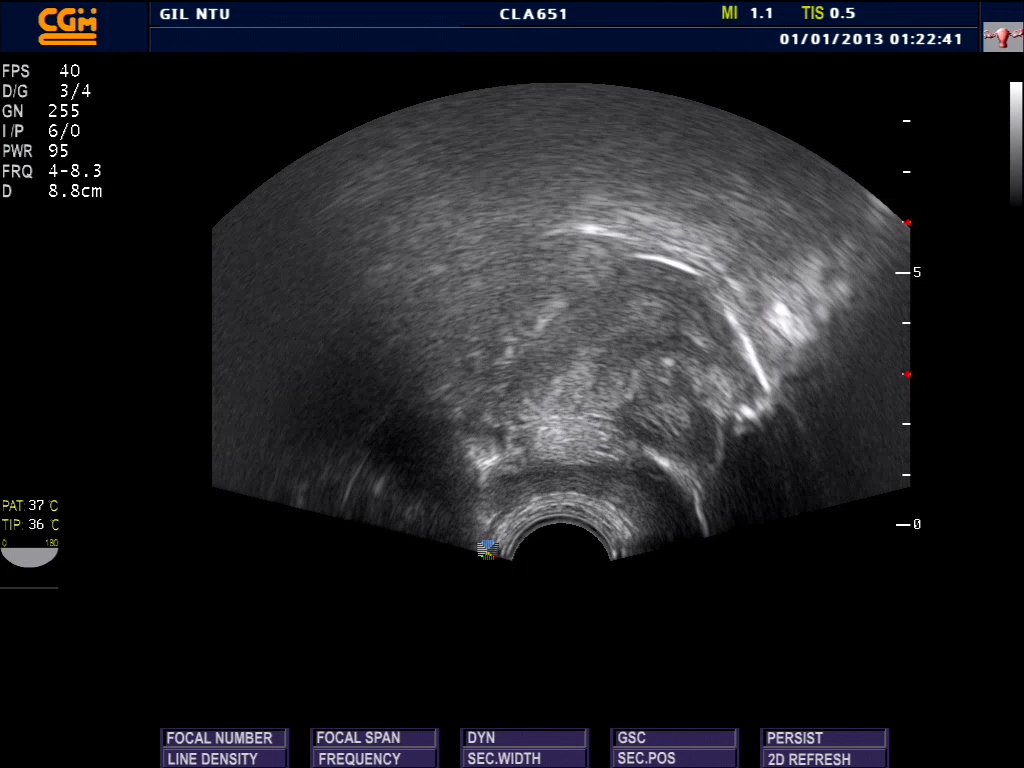 CGM
GIL NTU CLA651 MI 1.1 TIS 0.5
01/01/2013 01:22:41
FPS 40
D/G 3/4
GN 255
I/P 6/0
PWR 95
FRQ 4-8.3
D 8.8cm
5
PAT: 37 °C
TIP: 36 °C
0 180
0
FOCAL NUMBER FOCAL SPAN DYN GSC PERSIST
LINE DENSITY FREQUENCY SEC.WIDTH SEC.POS 2D REFRESH